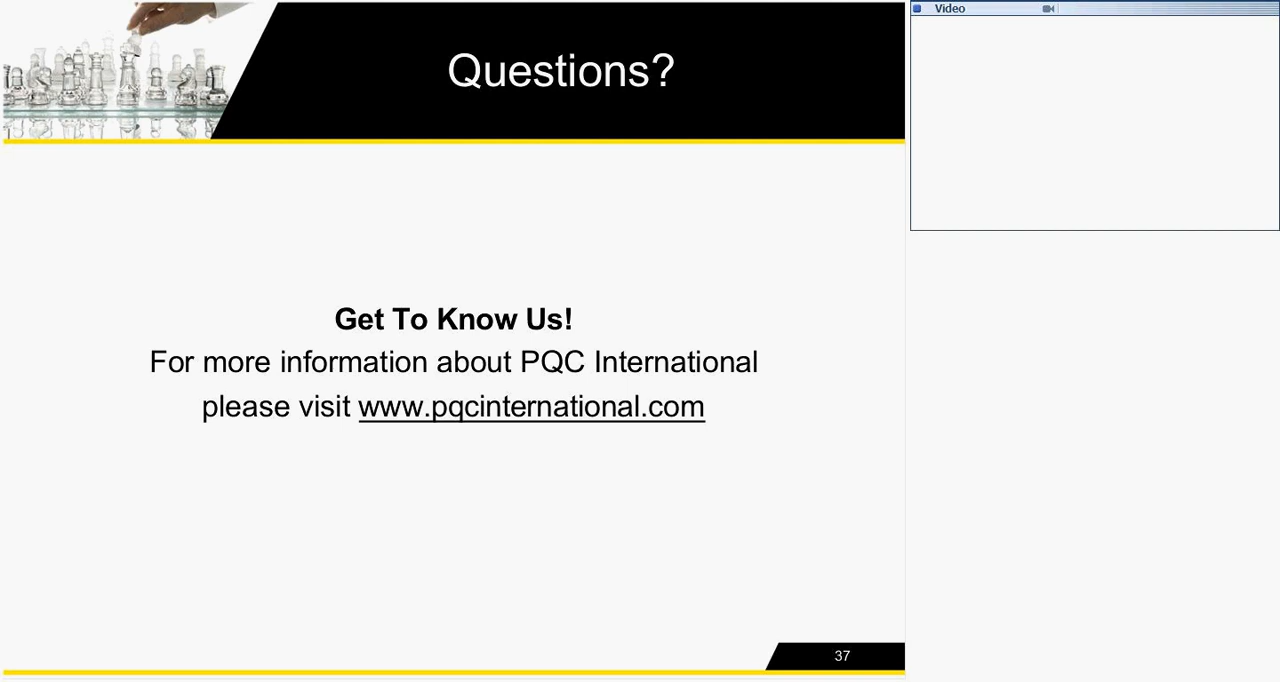 Questions?
Video
Get To Know Us!
For more information about PQC International
please visit www.pqcinternational.com
37